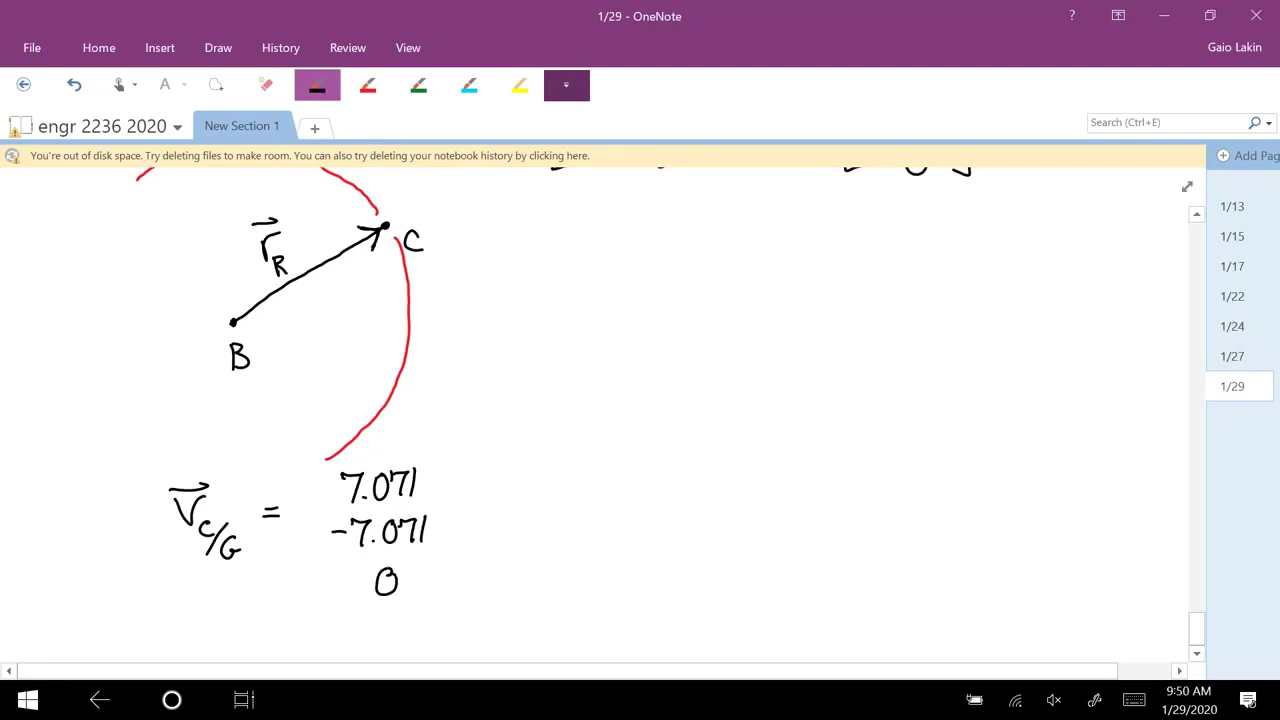 1/29 - OneNote
?
File Home Insert Draw History Review View
Gaio Lakin
A
engr 2236 2020
New Section 1
+
Search (Ctrl+E)
You're out of disk space. Try deleting files to make room. You can also try deleting your notebook history by clicking here.
Add Pag
1/13
1/15
1/17
1/22
1/24
1/27
1/29
r R
C
B
V C/G =
7.071
-7.071
0
9:50 AM
1/29/2020